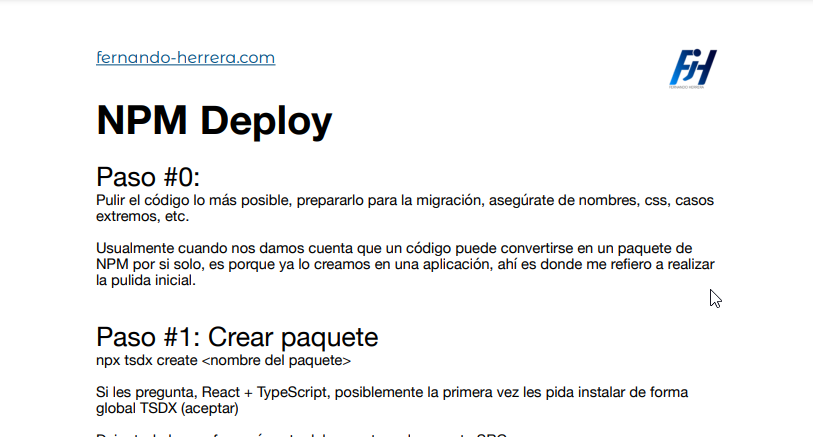 fernando-herrera.com
FJH
FERNANDO HERRERA
NPM Deploy
Paso #0:
Pulir el código lo más posible, prepararlo para la migración, asegúrate de nombres, css, casos
extremos, etc.
Usualmente cuando nos damos cuenta que un código puede convertirse en un paquete de
NPM por si solo, es porque ya lo creamos en una aplicación, ahí es donde me refiero a realizar
la pulida inicial.
Paso #1: Crear paquete
npx tsdx create <nombre del paquete>
Si les pregunta, React + TypeScript, posiblemente la primera vez les pida instalar de forma
global TSDX (aceptar)